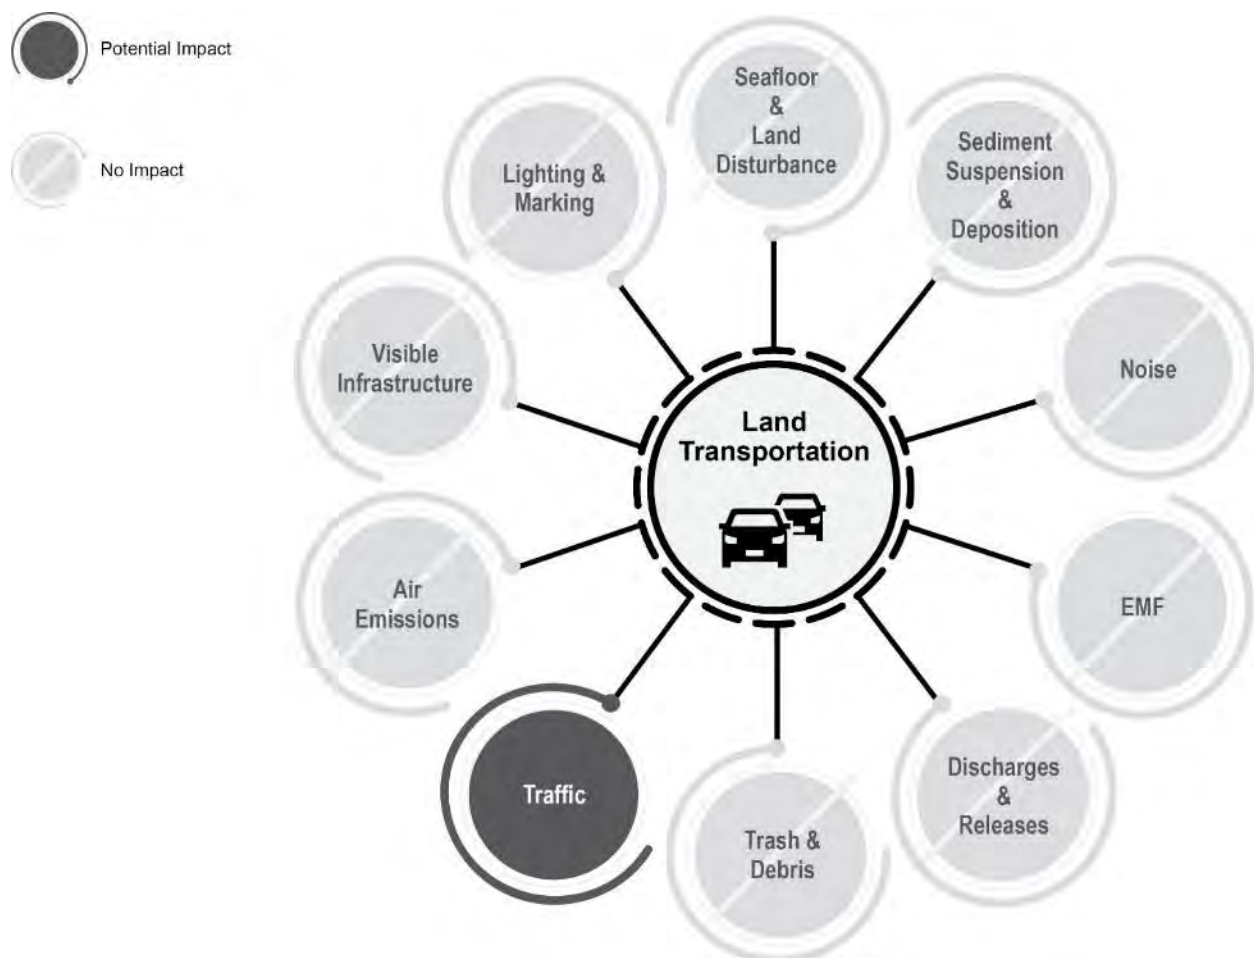 Potential Impact
No Impact
Seafloor
&
Land
Disturbance
Sediment
Suspension
&
Deposition
Lighting &
Marking
Visible
Infrastructure
Noise
Land
Transportation
Air
Emissions
EMF
Traffic
Trash &
Debris
Discharges
&
Releases